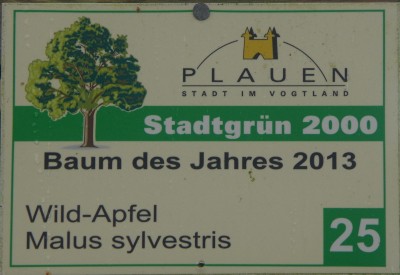 PLAUEN
STADT IM VOGTLAND
Stadtgrün 2000
Baum des Jahres 2013
Wild-Apfel
Malus sylvestris
25